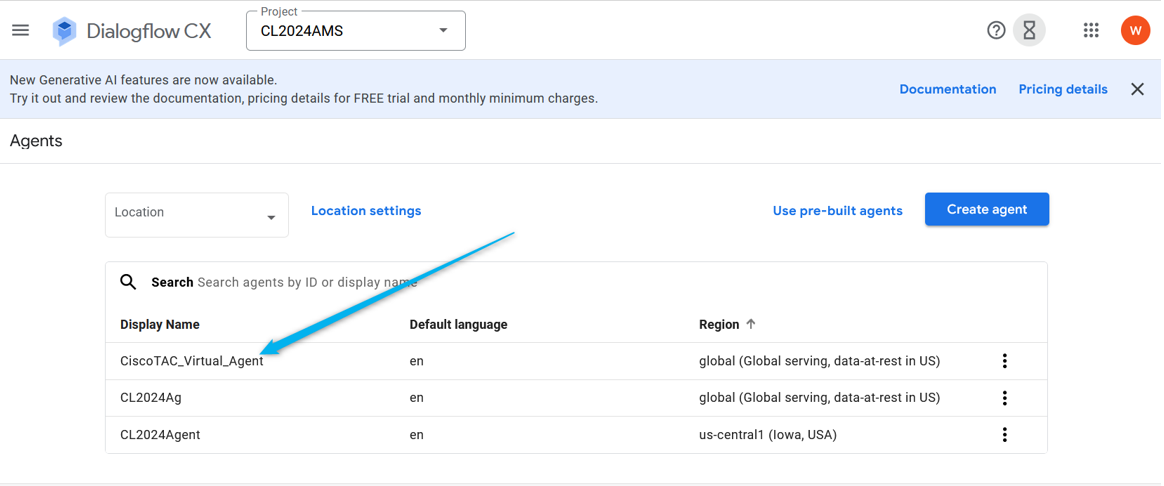 Dialogflow CX
Project
CL2024AMS
W
New Generative AI features are now available.
Try it out and review the documentation, pricing details for FREE trial and monthly minimum charges.
Documentation
Pricing details
Agents
Location
Location settings
Use pre-built agents
Create agent
Search Search agents by ID or display name
Display Name Default language Region
CiscoTAC_Virtual_Agent en global (Global serving, data-at-rest in US)
CL2024Ag en global (Global serving, data-at-rest in US)
CL2024Agent en us-central1 (Iowa, USA)